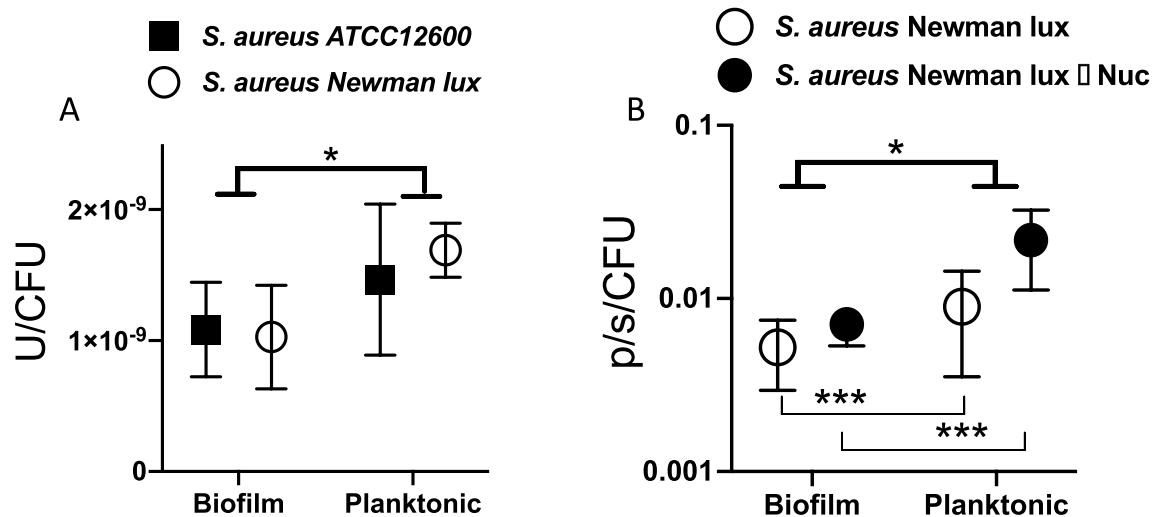 S. aureus ATCC12600
S. aureus Newman lux
A
*
2×10⁻⁹
1×10⁻⁹
0
U/CFU
Biofilm Planktonic
S. aureus Newman lux
S. aureus Newman lux ▯ Nuc
B
0.1
*
0.01
0.001
p/s/CFU
***
***
Biofilm Planktonic